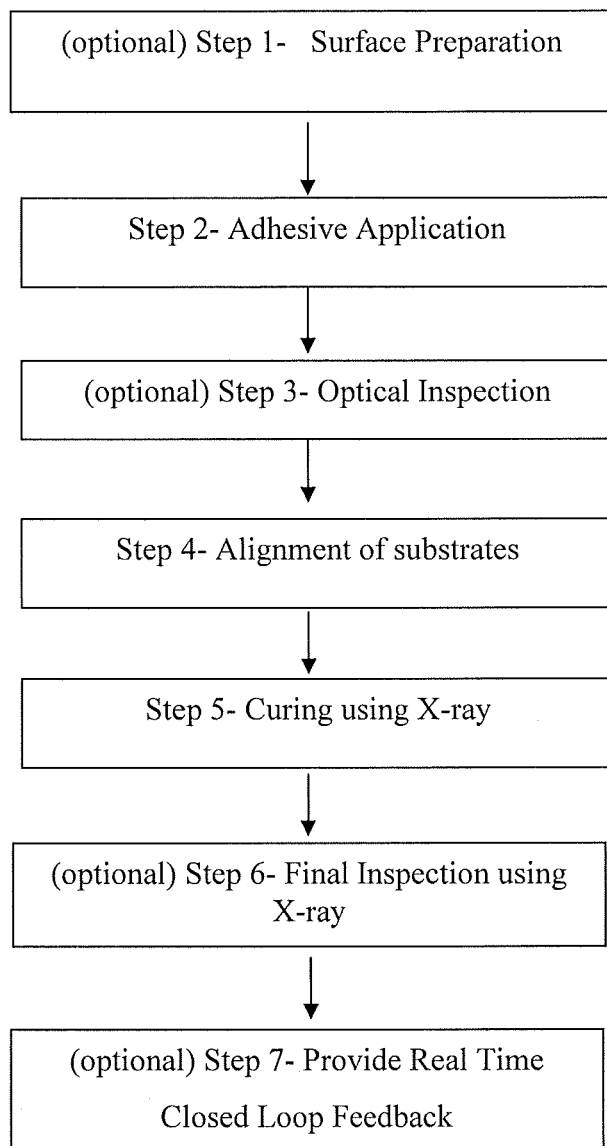 (optional) Step 1- Surface Preparation
Step 2- Adhesive Application
(optional) Step 3- Optical Inspection
Step 4- Alignment of substrates
Step 5- Curing using X-ray
(optional) Step 6- Final Inspection using
X-ray
(optional) Step 7- Provide Real Time
Closed Loop Feedback